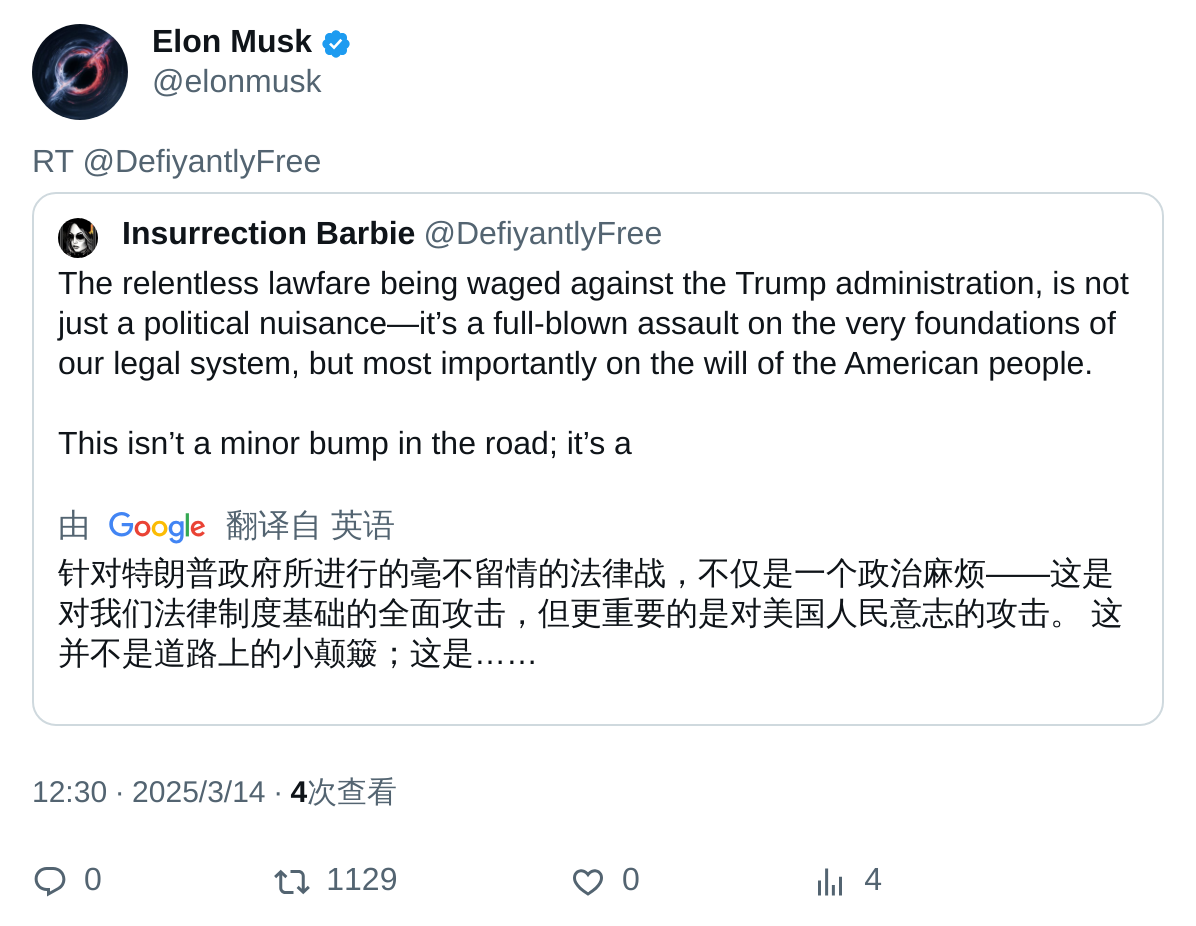 Elon Musk
@elonmusk
RT @DefiyantlyFree
Insurrection Barbie @DefiyantlyFree
The relentless lawfare being waged against the Trump administration, is not
just a political nuisance—it’s a full-blown assault on the very foundations of
our legal system, but most importantly on the will of the American people.
This isn’t a minor bump in the road; it’s a
由 Google 翻译自 英语
针对特朗普政府所进行的毫不留情的法律战，不仅是一个政治麻烦——这是
对我们法律制度基础的全面攻击，但更重要的是对美国人民意志的攻击。 这
并不是道路上的小颠簸；这是……
12:30 · 2025/3/14 · 4次查看
0 1129 0 4